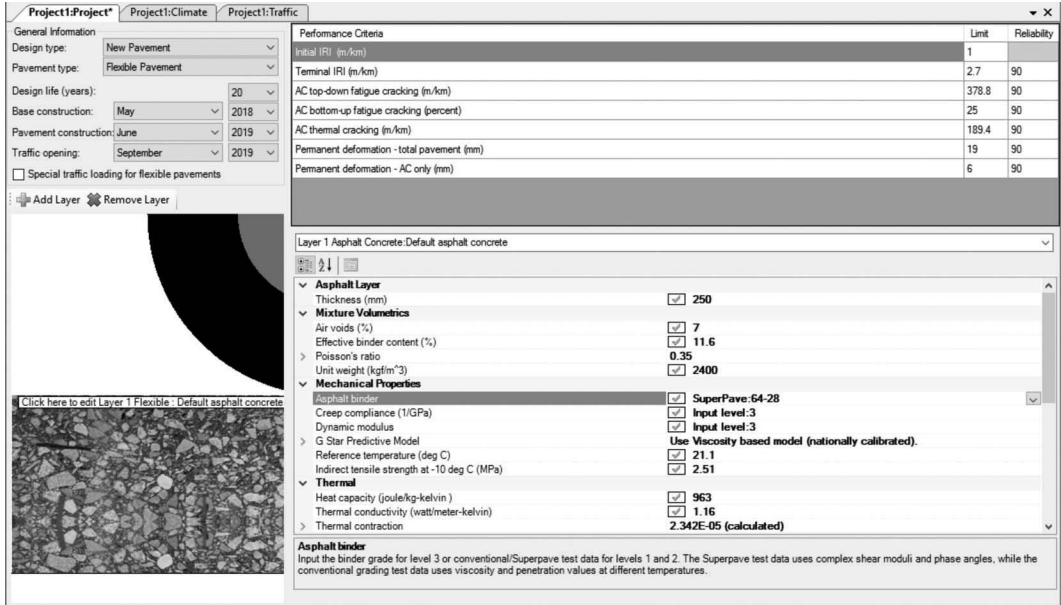 Project1:Project* Project1:Climate Project1:Traffic
General Information
Design type: New Pavement
Pavement type: Flexible Pavement
Design life (years): 20
Base construction: May 2018
Pavement construction: June 2019
Traffic opening: September 2019
Special traffic loading for flexible pavements
Add Layer Remove Layer
Click here to edit Layer 1 Flexible : Default asphalt concrete
Performance Criteria Limit Reliability
Initial IRI (m/km) 1
Terminal IRI (m/km) 2.7 90
AC top-down fatigue cracking (m/km) 378.8 90
AC bottom-up fatigue cracking (percent) 25 90
AC thermal cracking (m/km) 189.4 90
Permanent deformation - total pavement (mm) 19 90
Permanent deformation - AC only (mm) 6 90
Layer 1 Asphalt Concrete:Default asphalt concrete
Asphalt Layer
Thickness (mm) 250
Mixture Volumetrics
Air voids (%) 7
Effective binder content (%) 11.6
Poisson's ratio 0.35
Unit weight (kgf/m^3) 2400
Mechanical Properties
Asphalt binder SuperPave:64-28
Creep compliance (1/GPa) Input level:3
Dynamic modulus Input level:3
G Star Predictive Model Use Viscosity based model (nationally calibrated).
Reference temperature (deg C) 21.1
Indirect tensile strength at -10 deg C (MPa) 2.51
Thermal
Heat capacity (joule/kg-kelvin ) 963
Thermal conductivity (watt/meter-kelvin) 1.16
Thermal contraction 2.342E-05 (calculated)
Asphalt binder
Input the binder grade for level 3 or conventional/Superpave test data for levels 1 and 2. The Superpave test data uses complex shear moduli and phase angles, while the
conventional grading test data uses viscosity and penetration values at different temperatures.